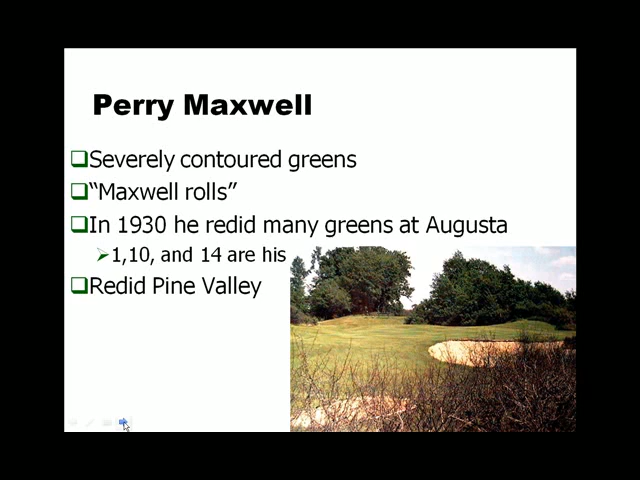 Perry Maxwell
Severely contoured greens
“Maxwell rolls”
In 1930 he redid many greens at Augusta
1,10, and 14 are his
Redid Pine Valley